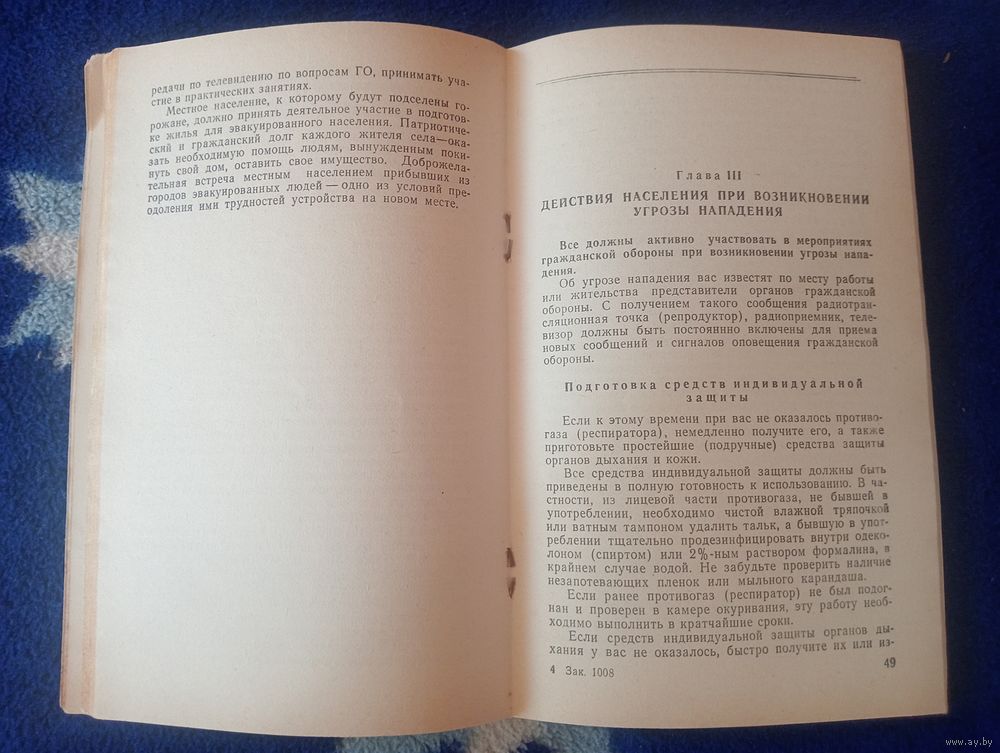 редачи по телевидению по вопросам ГО, принимать уча-
стие в практических занятиях.
Местное население, к которому будут подселены го-
рожане, должно принять деятельное участие в подготов-
ке жилья для эвакуированного населения. Патриотиче-
ский и гражданский долг каждого жителя села—ока-
зать необходимую помощь людям, вынужденным поки-
нуть свой дом, оставить свое имущество. Доброжела-
тельная встреча местным населением прибывших из
городов эвакуированных людей — одно из условий пре-
одоления ими трудностей устройства на новом месте.
Глава III
ДЕЙСТВИЯ НАСЕЛЕНИЯ ПРИ ВОЗНИКНОВЕНИИ
УГРОЗЫ НАПАДЕНИЯ
Все должны активно участвовать в мероприятиях
гражданской обороны при возникновении угрозы напа-
дения.
Об угрозе нападения вас известят по месту работы
или жительства представители органов гражданской
обороны. С получением такого сообщения радиотран-
сляционная точка (репродуктор), радиоприемник, теле-
визор должны быть постоянно включены для приема
новых сообщений и сигналов оповещения гражданской
обороны.
Подготовка средств индивидуальной
защиты
Если к этому времени при вас не оказалось противо-
газа (респиратора), немедленно получите его, а также
приготовьте простейшие (подручные) средства защиты
органов дыхания и кожи.
Все средства индивидуальной защиты должны быть
приведены в полную готовность к использованию. В ча-
стности, из лицевой части противогаза, не бывшей в
употреблении, необходимо чистой влажной тряпочкой
или ватным тампоном удалить тальк, а бывшую в упот-
реблении тщательно продезинфицировать внутри одеко-
лоном (спиртом) или 2%-ным раствором формалина, в
крайнем случае водой. Не забудьте проверить наличие
незапотевающих пленок или мыльного карандаша.
Если ранее противогаз (респиратор) не был подог-
нан и проверен в камере окуривания, эту работу необ-
ходимо выполнить в кратчайшие сроки.
Если средств индивидуальной защиты органов ды-
хания у вас не оказалось, быстро получите их или из-
4 Зак. 1008
49
www.ay.by